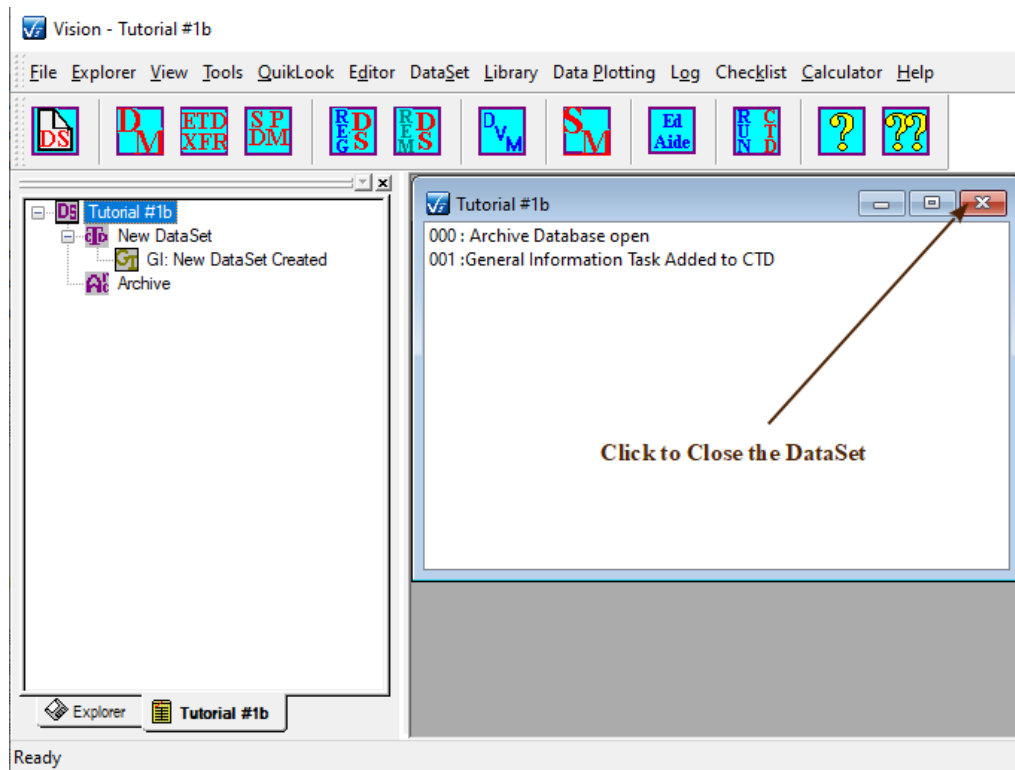 Vision - Tutorial #1b
File Explorer View Tools QuikLook Editor DataSet Library Data Plotting Log Checklist Calculator Help
DS DM ETD XFR SP DM REG DS REM DS DVM SM Ed Aide RUN CTD ? ??
DS Tutorial #1b
CTD New DataSet
GT GI: New DataSet Created
Archive
Tutorial #1b
000 : Archive Database open
001 :General Information Task Added to CTD
Click to Close the DataSet
Explorer Tutorial #1b
Ready